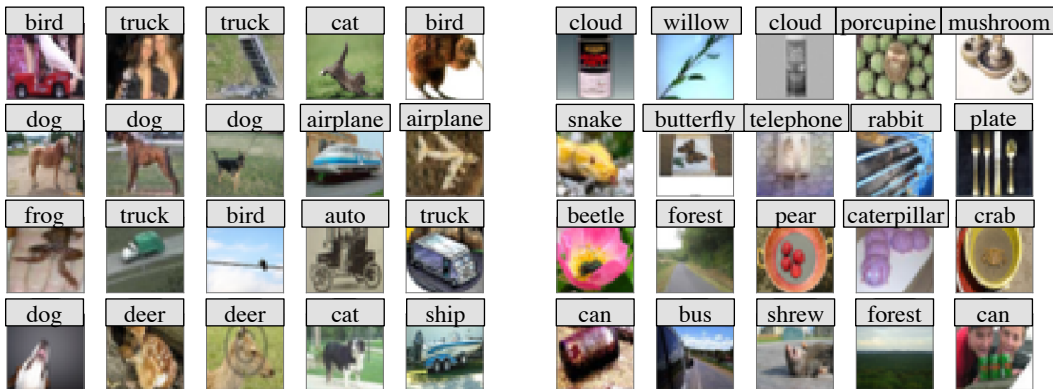 bird truck truck cat bird cloud willow cloud porcupine mushroom
dog dog dog airplane airplane snake butterfly telephone rabbit plate
frog truck bird auto truck beetle forest pear caterpillar crab
dog deer deer cat ship can bus shrew forest can